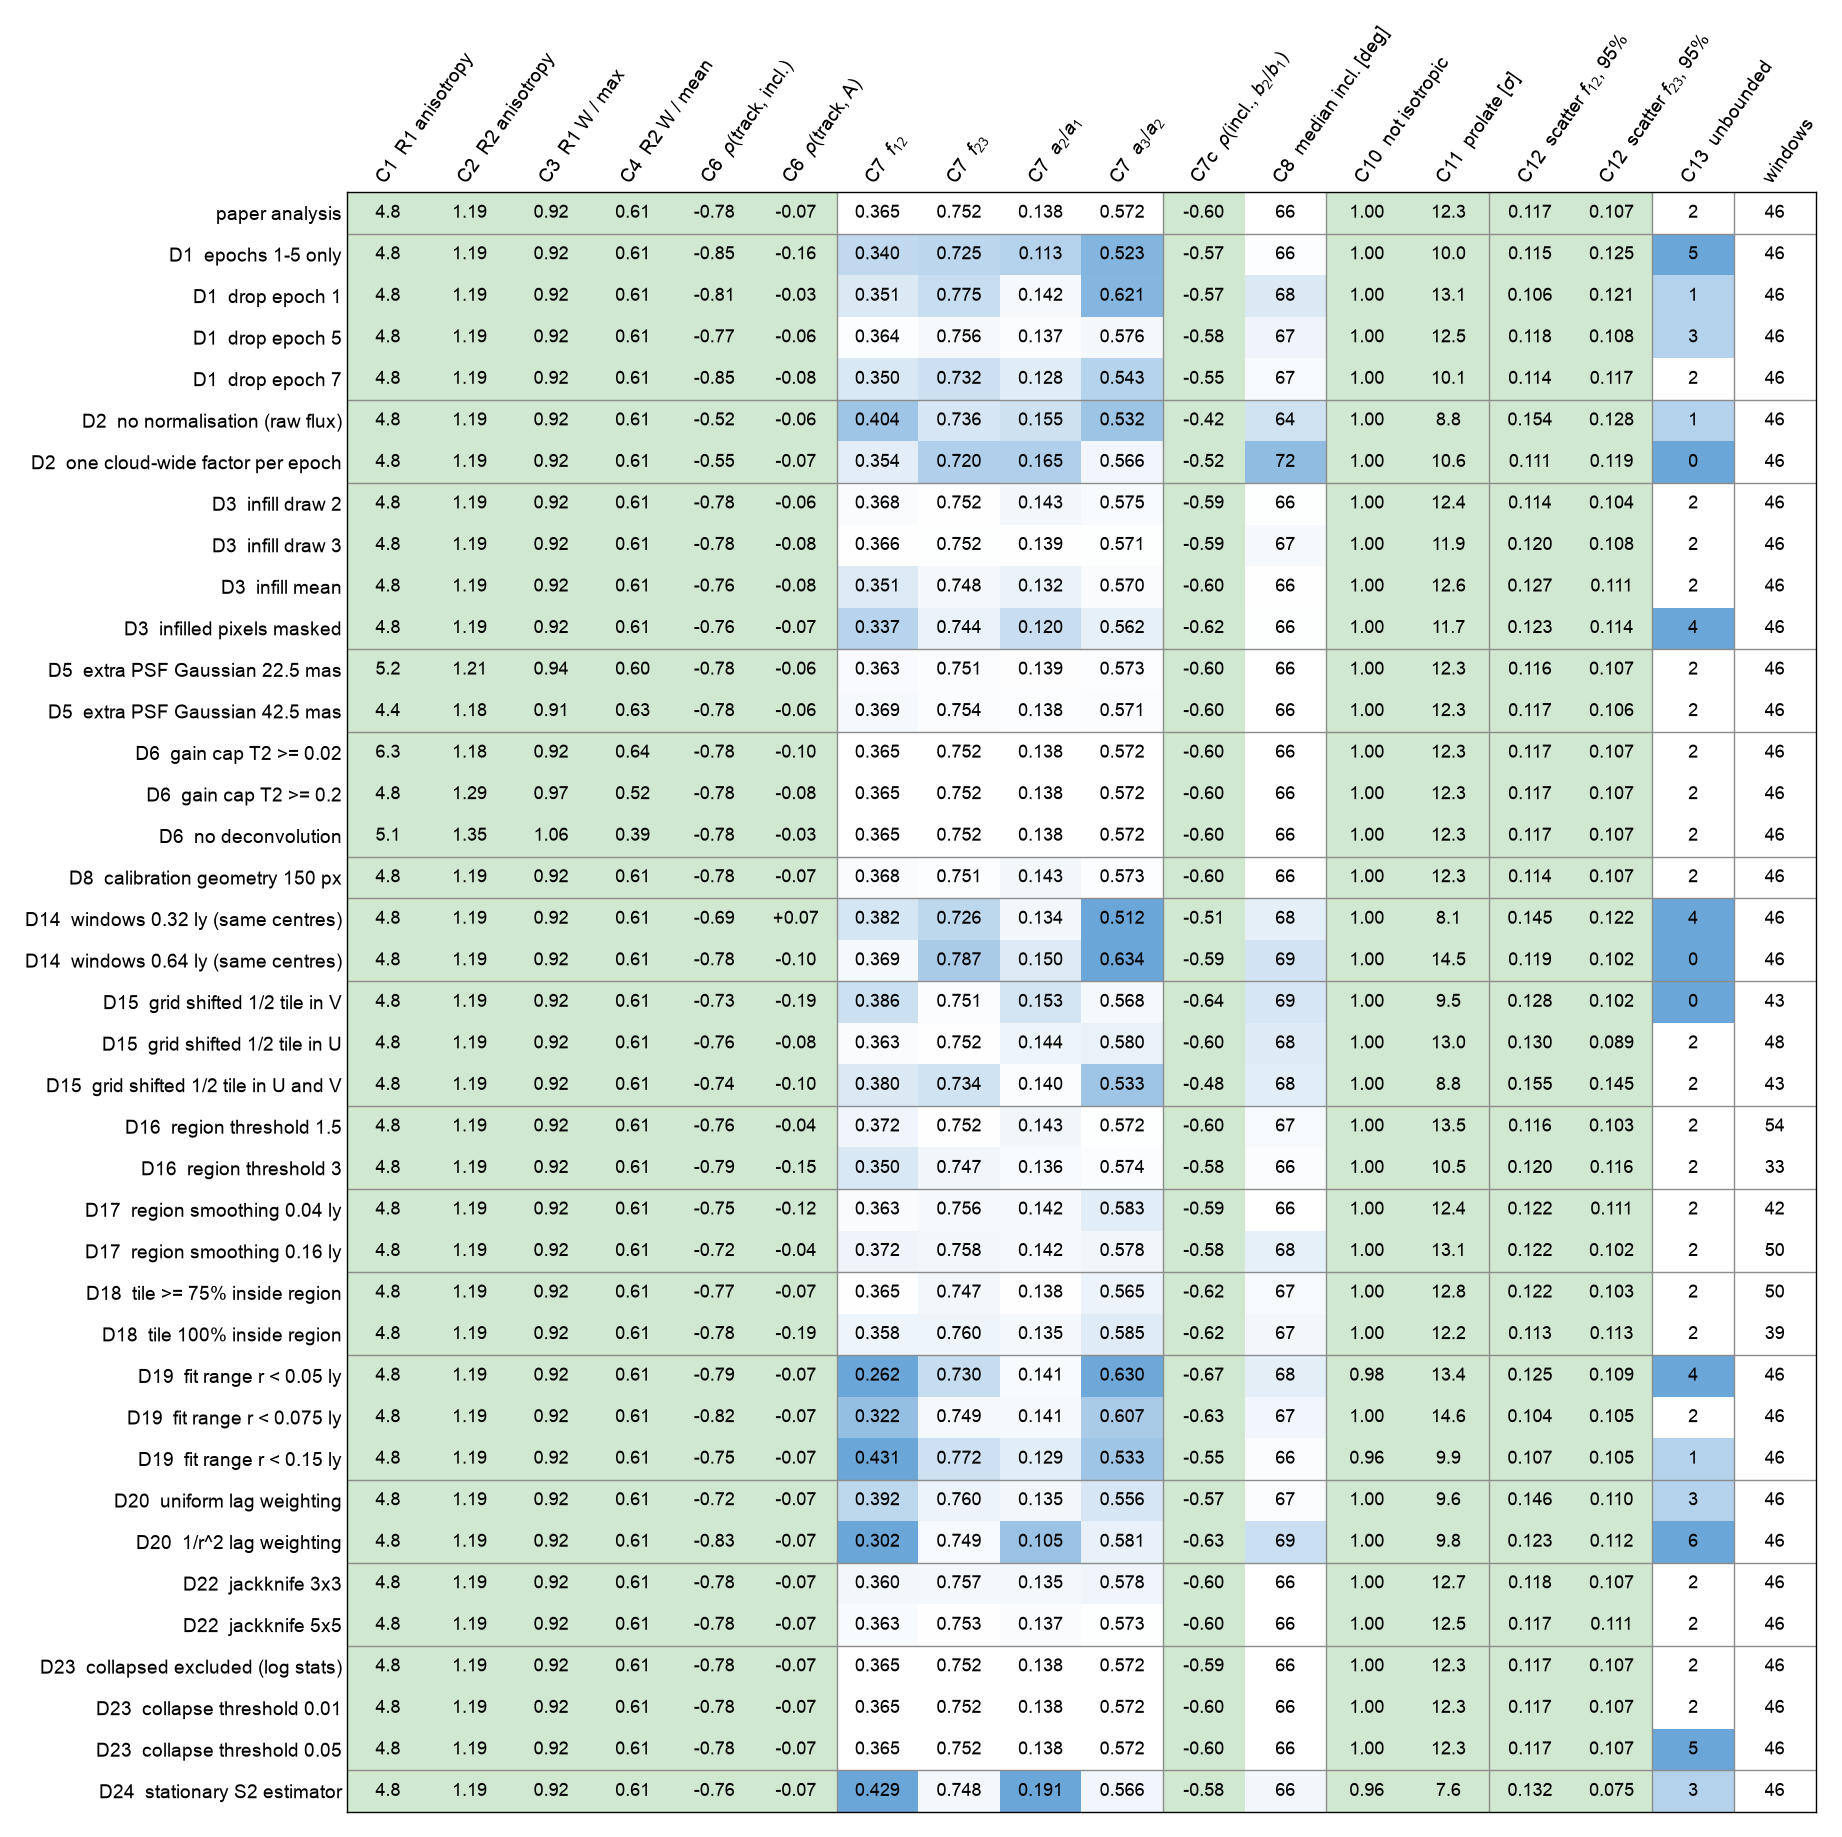 C1 R1 anisotropy C2 R2 anisotropy C3 R1 W / max C4 R2 W / mean C6 ρ(track, incl.) C6 ρ(track, A) C7 f₁₂ C7 f₂₃ C7 a₂/a₁ C7 a₃/a₂ C7c ρ(incl., b₂/b₁) C8 median incl. [deg] C10 not isotropic C11 prolate [σ] C12 scatter f₁₂, 95% C12 scatter f₂₃, 95% C13 unbounded windows
paper analysis 4.8 1.19 0.92 0.61 -0.78 -0.07 0.365 0.752 0.138 0.572 -0.60 66 1.00 12.3 0.117 0.107 2 46
D1 epochs 1-5 only 4.8 1.19 0.92 0.61 -0.85 -0.16 0.340 0.725 0.113 0.523 -0.57 66 1.00 10.0 0.115 0.125 5 46
D1 drop epoch 1 4.8 1.19 0.92 0.61 -0.81 -0.03 0.351 0.775 0.142 0.621 -0.57 68 1.00 13.1 0.106 0.121 1 46
D1 drop epoch 5 4.8 1.19 0.92 0.61 -0.77 -0.06 0.364 0.756 0.137 0.576 -0.58 67 1.00 12.5 0.118 0.108 3 46
D1 drop epoch 7 4.8 1.19 0.92 0.61 -0.85 -0.08 0.350 0.732 0.128 0.543 -0.55 67 1.00 10.1 0.114 0.117 2 46
D2 no normalisation (raw flux) 4.8 1.19 0.92 0.61 -0.52 -0.06 0.404 0.736 0.155 0.532 -0.42 64 1.00 8.8 0.154 0.128 1 46
D2 one cloud-wide factor per epoch 4.8 1.19 0.92 0.61 -0.55 -0.07 0.354 0.720 0.165 0.566 -0.52 72 1.00 10.6 0.111 0.119 0 46
D3 infill draw 2 4.8 1.19 0.92 0.61 -0.78 -0.06 0.368 0.752 0.143 0.575 -0.59 66 1.00 12.4 0.114 0.104 2 46
D3 infill draw 3 4.8 1.19 0.92 0.61 -0.78 -0.08 0.366 0.752 0.139 0.571 -0.59 67 1.00 11.9 0.120 0.108 2 46
D3 infill mean 4.8 1.19 0.92 0.61 -0.76 -0.08 0.351 0.748 0.132 0.570 -0.60 66 1.00 12.6 0.127 0.111 2 46
D3 infilled pixels masked 4.8 1.19 0.92 0.61 -0.76 -0.07 0.337 0.744 0.120 0.562 -0.62 66 1.00 11.7 0.123 0.114 4 46
D5 extra PSF Gaussian 22.5 mas 5.2 1.21 0.94 0.60 -0.78 -0.06 0.363 0.751 0.139 0.573 -0.60 66 1.00 12.3 0.116 0.107 2 46
D5 extra PSF Gaussian 42.5 mas 4.4 1.18 0.91 0.63 -0.78 -0.06 0.369 0.754 0.138 0.571 -0.60 66 1.00 12.3 0.117 0.106 2 46
D6 gain cap T2 >= 0.02 6.3 1.18 0.92 0.64 -0.78 -0.10 0.365 0.752 0.138 0.572 -0.60 66 1.00 12.3 0.117 0.107 2 46
D6 gain cap T2 >= 0.2 4.8 1.29 0.97 0.52 -0.78 -0.08 0.365 0.752 0.138 0.572 -0.60 66 1.00 12.3 0.117 0.107 2 46
D6 no deconvolution 5.1 1.35 1.06 0.39 -0.78 -0.03 0.365 0.752 0.138 0.572 -0.60 66 1.00 12.3 0.117 0.107 2 46
D8 calibration geometry 150 px 4.8 1.19 0.92 0.61 -0.78 -0.07 0.368 0.751 0.143 0.573 -0.60 66 1.00 12.3 0.114 0.107 2 46
D14 windows 0.32 ly (same centres) 4.8 1.19 0.92 0.61 -0.69 +0.07 0.382 0.726 0.134 0.512 -0.51 68 1.00 8.1 0.145 0.122 4 46
D14 windows 0.64 ly (same centres) 4.8 1.19 0.92 0.61 -0.78 -0.10 0.369 0.787 0.150 0.634 -0.59 69 1.00 14.5 0.119 0.102 0 46
D15 grid shifted 1/2 tile in V 4.8 1.19 0.92 0.61 -0.73 -0.19 0.386 0.751 0.153 0.568 -0.64 69 1.00 9.5 0.128 0.102 0 43
D15 grid shifted 1/2 tile in U 4.8 1.19 0.92 0.61 -0.76 -0.08 0.363 0.752 0.144 0.580 -0.60 68 1.00 13.0 0.130 0.089 2 48
D15 grid shifted 1/2 tile in U and V 4.8 1.19 0.92 0.61 -0.74 -0.10 0.380 0.734 0.140 0.533 -0.48 68 1.00 8.8 0.155 0.145 2 43
D16 region threshold 1.5 4.8 1.19 0.92 0.61 -0.76 -0.04 0.372 0.752 0.143 0.572 -0.60 67 1.00 13.5 0.116 0.103 2 54
D16 region threshold 3 4.8 1.19 0.92 0.61 -0.79 -0.15 0.350 0.747 0.136 0.574 -0.58 66 1.00 10.5 0.120 0.116 2 33
D17 region smoothing 0.04 ly 4.8 1.19 0.92 0.61 -0.75 -0.12 0.363 0.756 0.142 0.583 -0.59 66 1.00 12.4 0.122 0.111 2 42
D17 region smoothing 0.16 ly 4.8 1.19 0.92 0.61 -0.72 -0.04 0.372 0.758 0.142 0.578 -0.58 68 1.00 13.1 0.122 0.102 2 50
D18 tile >= 75% inside region 4.8 1.19 0.92 0.61 -0.77 -0.07 0.365 0.747 0.138 0.565 -0.62 67 1.00 12.8 0.122 0.103 2 50
D18 tile 100% inside region 4.8 1.19 0.92 0.61 -0.78 -0.19 0.358 0.760 0.135 0.585 -0.62 67 1.00 12.2 0.113 0.113 2 39
D19 fit range r < 0.05 ly 4.8 1.19 0.92 0.61 -0.79 -0.07 0.262 0.730 0.141 0.630 -0.67 68 0.98 13.4 0.125 0.109 4 46
D19 fit range r < 0.075 ly 4.8 1.19 0.92 0.61 -0.82 -0.07 0.322 0.749 0.141 0.607 -0.63 67 1.00 14.6 0.104 0.105 2 46
D19 fit range r < 0.15 ly 4.8 1.19 0.92 0.61 -0.75 -0.07 0.431 0.772 0.129 0.533 -0.55 66 0.96 9.9 0.107 0.105 1 46
D20 uniform lag weighting 4.8 1.19 0.92 0.61 -0.72 -0.07 0.392 0.760 0.135 0.556 -0.57 67 1.00 9.6 0.146 0.110 3 46
D20 1/r^2 lag weighting 4.8 1.19 0.92 0.61 -0.83 -0.07 0.302 0.749 0.105 0.581 -0.63 69 1.00 9.8 0.123 0.112 6 46
D22 jackknife 3x3 4.8 1.19 0.92 0.61 -0.78 -0.07 0.360 0.757 0.135 0.578 -0.60 66 1.00 12.7 0.118 0.107 2 46
D22 jackknife 5x5 4.8 1.19 0.92 0.61 -0.78 -0.07 0.363 0.753 0.137 0.573 -0.60 66 1.00 12.5 0.117 0.111 2 46
D23 collapsed excluded (log stats) 4.8 1.19 0.92 0.61 -0.78 -0.07 0.365 0.752 0.138 0.572 -0.59 66 1.00 12.3 0.117 0.107 2 46
D23 collapse threshold 0.01 4.8 1.19 0.92 0.61 -0.78 -0.07 0.365 0.752 0.138 0.572 -0.60 66 1.00 12.3 0.117 0.107 2 46
D23 collapse threshold 0.05 4.8 1.19 0.92 0.61 -0.78 -0.07 0.365 0.752 0.138 0.572 -0.60 66 1.00 12.3 0.117 0.107 5 46
D24 stationary S2 estimator 4.8 1.19 0.92 0.61 -0.76 -0.07 0.429 0.748 0.191 0.566 -0.58 66 0.96 7.6 0.132 0.075 3 46